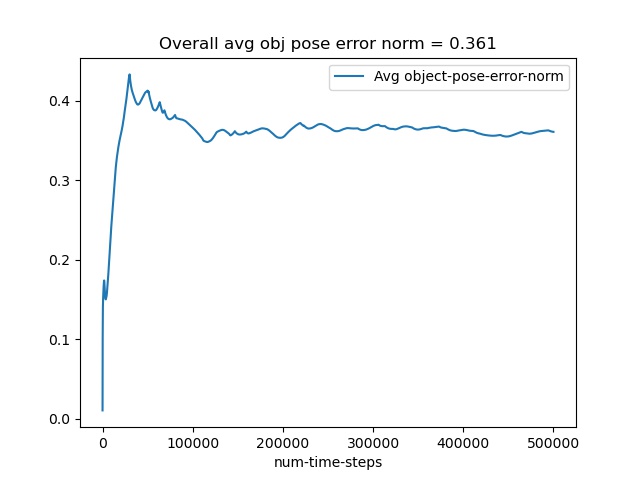 Overall avg obj pose error norm = 0.361
Avg object-pose-error-norm
0.4
0.3
0.2
0.1
0.0
0 100000 200000 300000 400000 500000
num-time-steps